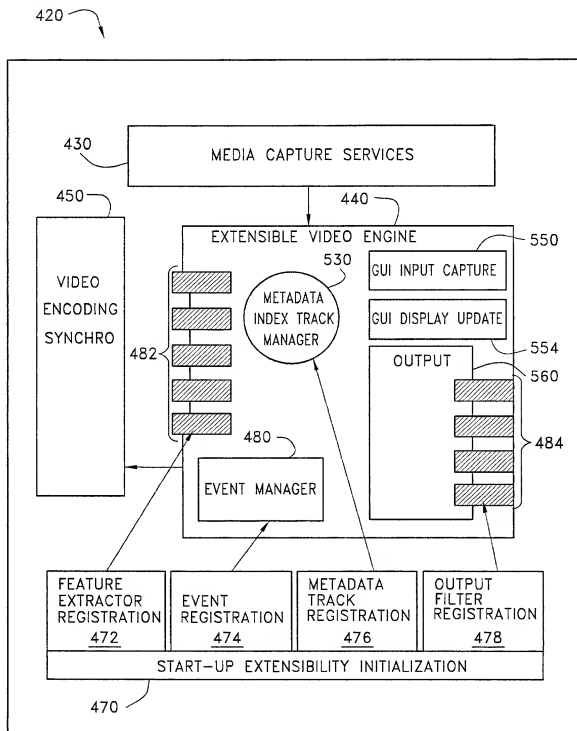 420
430
MEDIA CAPTURE SERVICES
450
440
VIDEO
ENCODING
SYNCHRO
EXTENSIBLE VIDEO ENGINE
550
GUI INPUT CAPTURE
530
METADATA
INDEX TRACK
MANAGER
GUI DISPLAY UPDATE
554
482
OUTPUT
560
484
480
EVENT MANAGER
FEATURE
EXTRACTOR
REGISTRATION
472
EVENT
REGISTRATION
474
METADATA
TRACK
REGISTRATION
476
OUTPUT
FILTER
REGISTRATION
478
START-UP EXTENSIBILITY INITIALIZATION
470